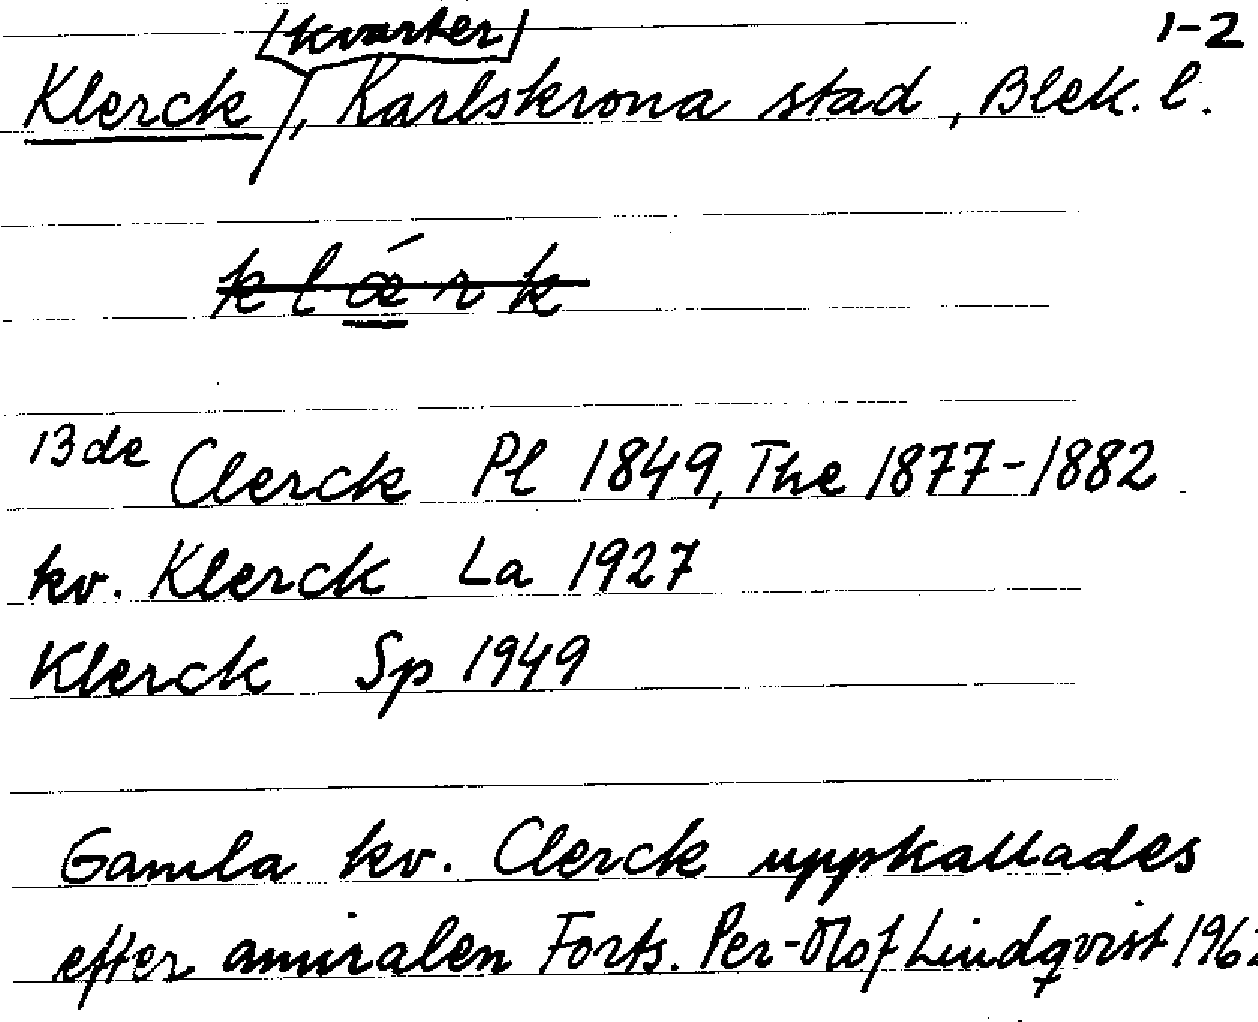 1-2
(kvarter)
Klerck, Karlskrona stad, Blek. l.
klǽrk
13de Clerck Pl 1849, The 1877-1882
kv. Klerck La 1927
Klerck Sp 1949
Gamla kv. Clerck uppkallades
efter amiralen Forts. Per-Olof Lindqvist